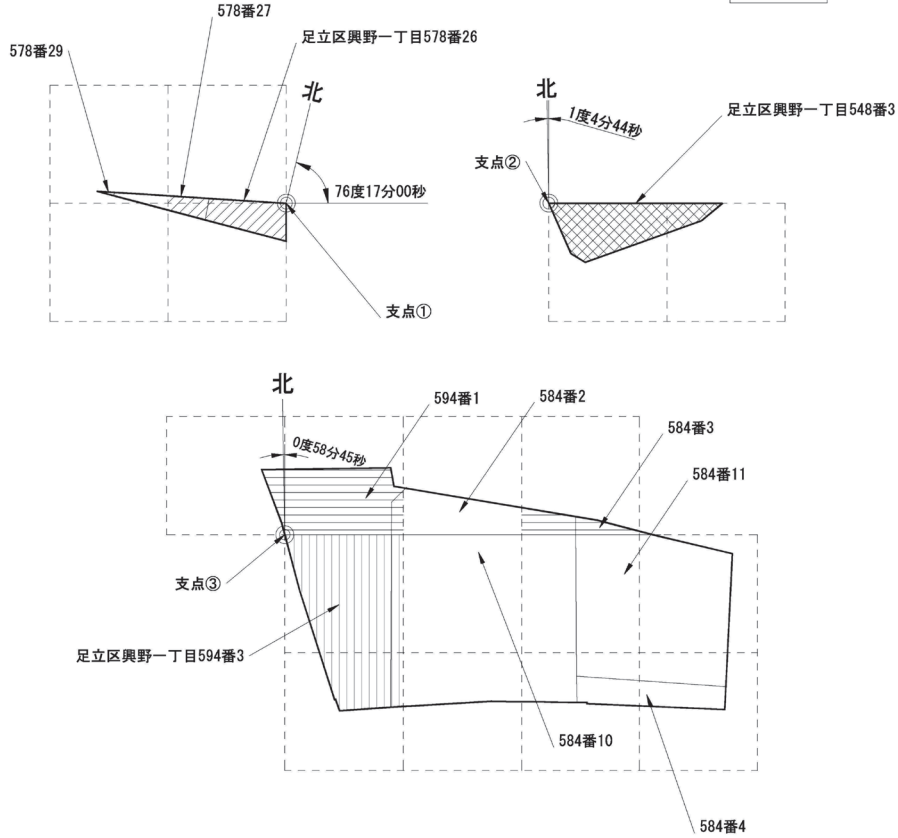 578番27
578番29
足立区興野一丁目578番26
北
76度17分00秒
支点①
北
1度4分44秒
足立区興野一丁目548番3
支点②
北
0度58分45秒
594番1
584番2
584番3
584番11
支点③
足立区興野一丁目594番3
584番10
584番4